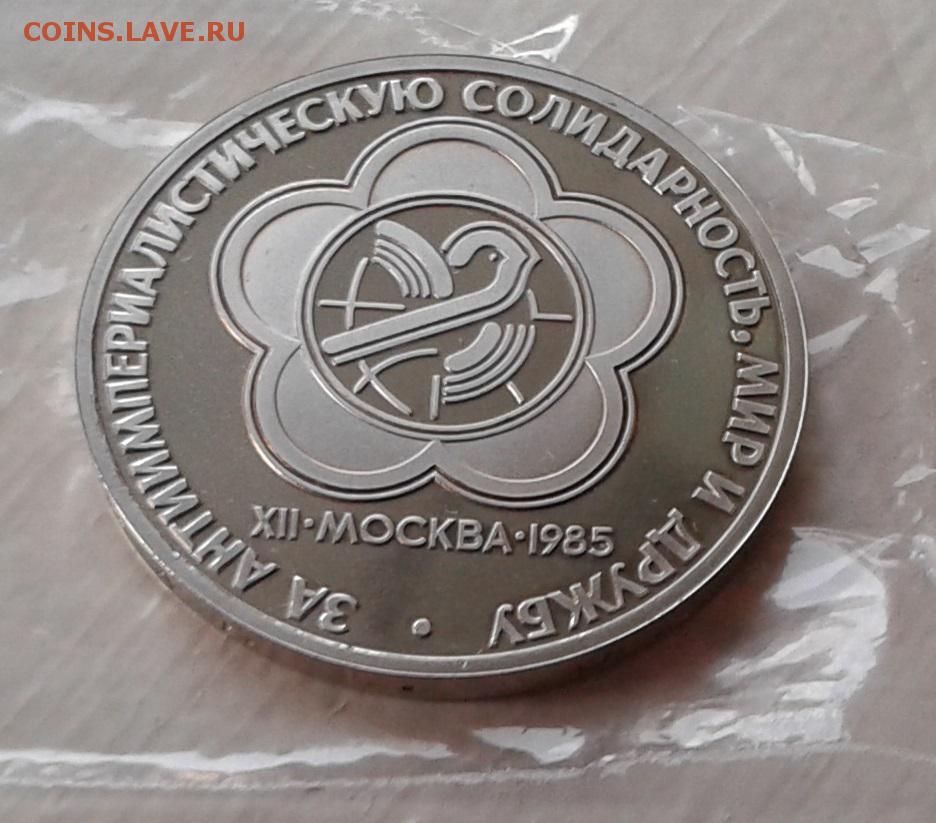 COINS.LAVE.RU
ЗА АНТИИМПЕРИАЛИСТИЧЕСКУЮ СОЛИДАРНОСТЬ, МИР И ДРУЖБУ •
XII•МОСКВА•1985